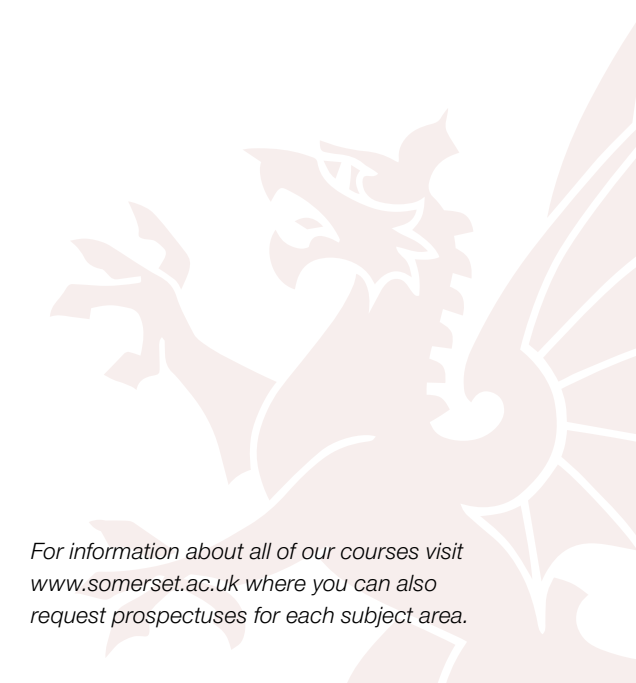 For information about all of our courses visit
www.somerset.ac.uk where you can also
request prospectuses for each subject area.